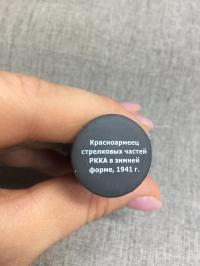 Красноармеец
стрелковых частей
РККА в зимней
форме, 1941 г.